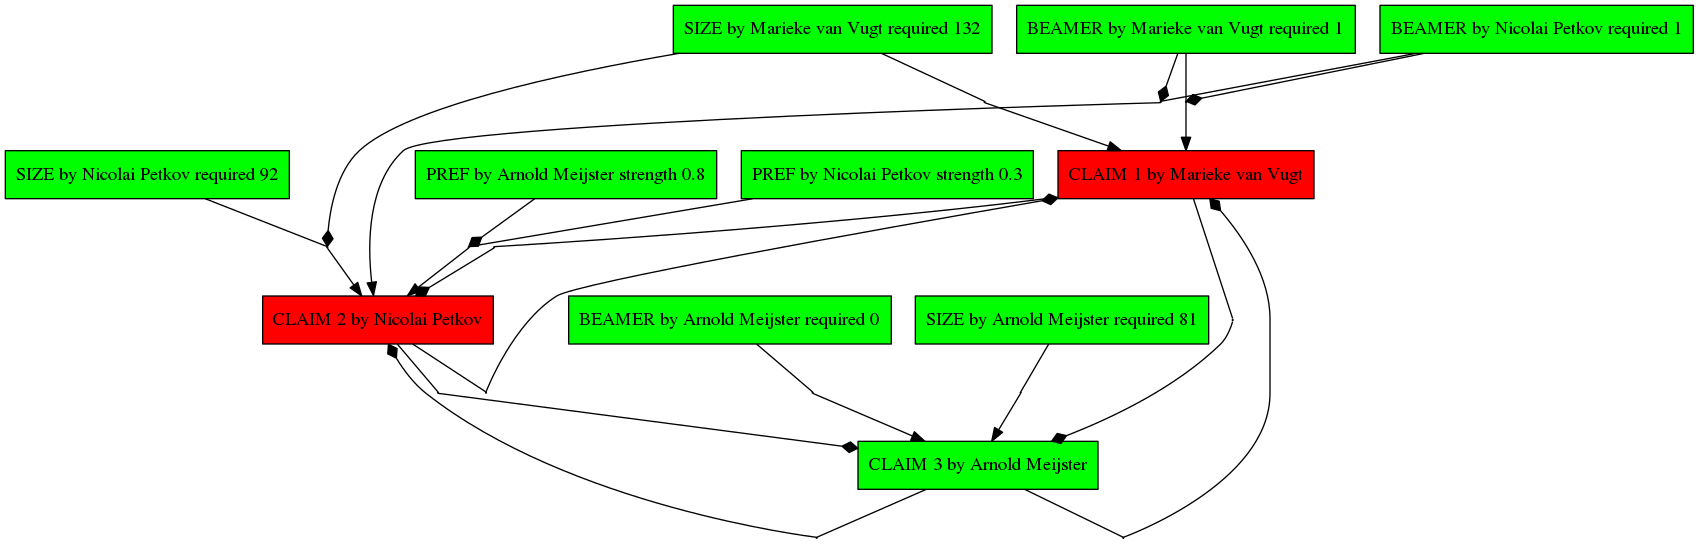 SIZE by Marieke van Vugt required 132
BEAMER by Marieke van Vugt required 1
BEAMER by Nicolai Petkov required 1
SIZE by Nicolai Petkov required 92
PREF by Arnold Meijster strength 0.8
PREF by Nicolai Petkov strength 0.3
CLAIM 1 by Marieke van Vugt
CLAIM 2 by Nicolai Petkov
BEAMER by Arnold Meijster required 0
SIZE by Arnold Meijster required 81
CLAIM 3 by Arnold Meijster